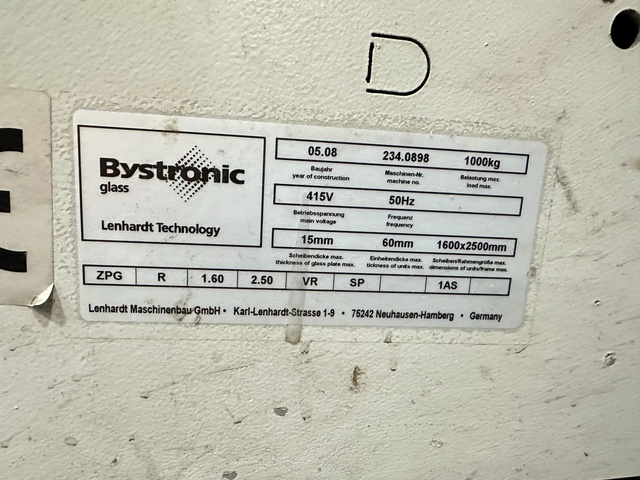 D
CE
Bystronic
glass
Lenhardt Technology
05.08 234.0898 1000kg
Baujahr Maschinen-Nr. Belastung max.
year of construction machine no. load max.
415V 50Hz
Betriebsspannung Frequenz
main voltage frequency
15mm 60mm 1600x2500mm
Scheibendicke max. Einheitendicke max. Scheiben/Rahmengröße max.
thickness of glass plate max. tickness of units max. dimensions of units/frame max.
ZPG R 1.60 2.50 VR SP 1AS
Lenhardt Maschinenbau GmbH • Karl-Lenhardt-Strasse 1-9 • 75242 Neuhausen-Hamberg • Germany